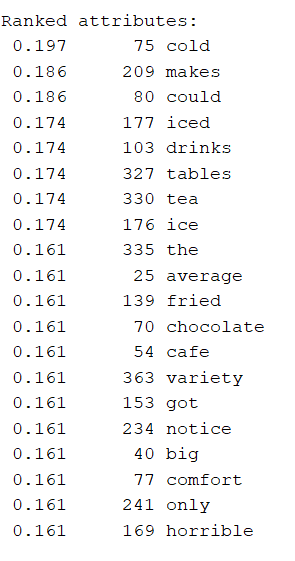 Ranked attributes:
0.197 75 cold
0.186 209 makes
0.186 80 could
0.174 177 iced
0.174 103 drinks
0.174 327 tables
0.174 330 tea
0.174 176 ice
0.161 335 the
0.161 25 average
0.161 139 fried
0.161 70 chocolate
0.161 54 cafe
0.161 363 variety
0.161 153 got
0.161 234 notice
0.161 40 big
0.161 77 comfort
0.161 241 only
0.161 169 horrible